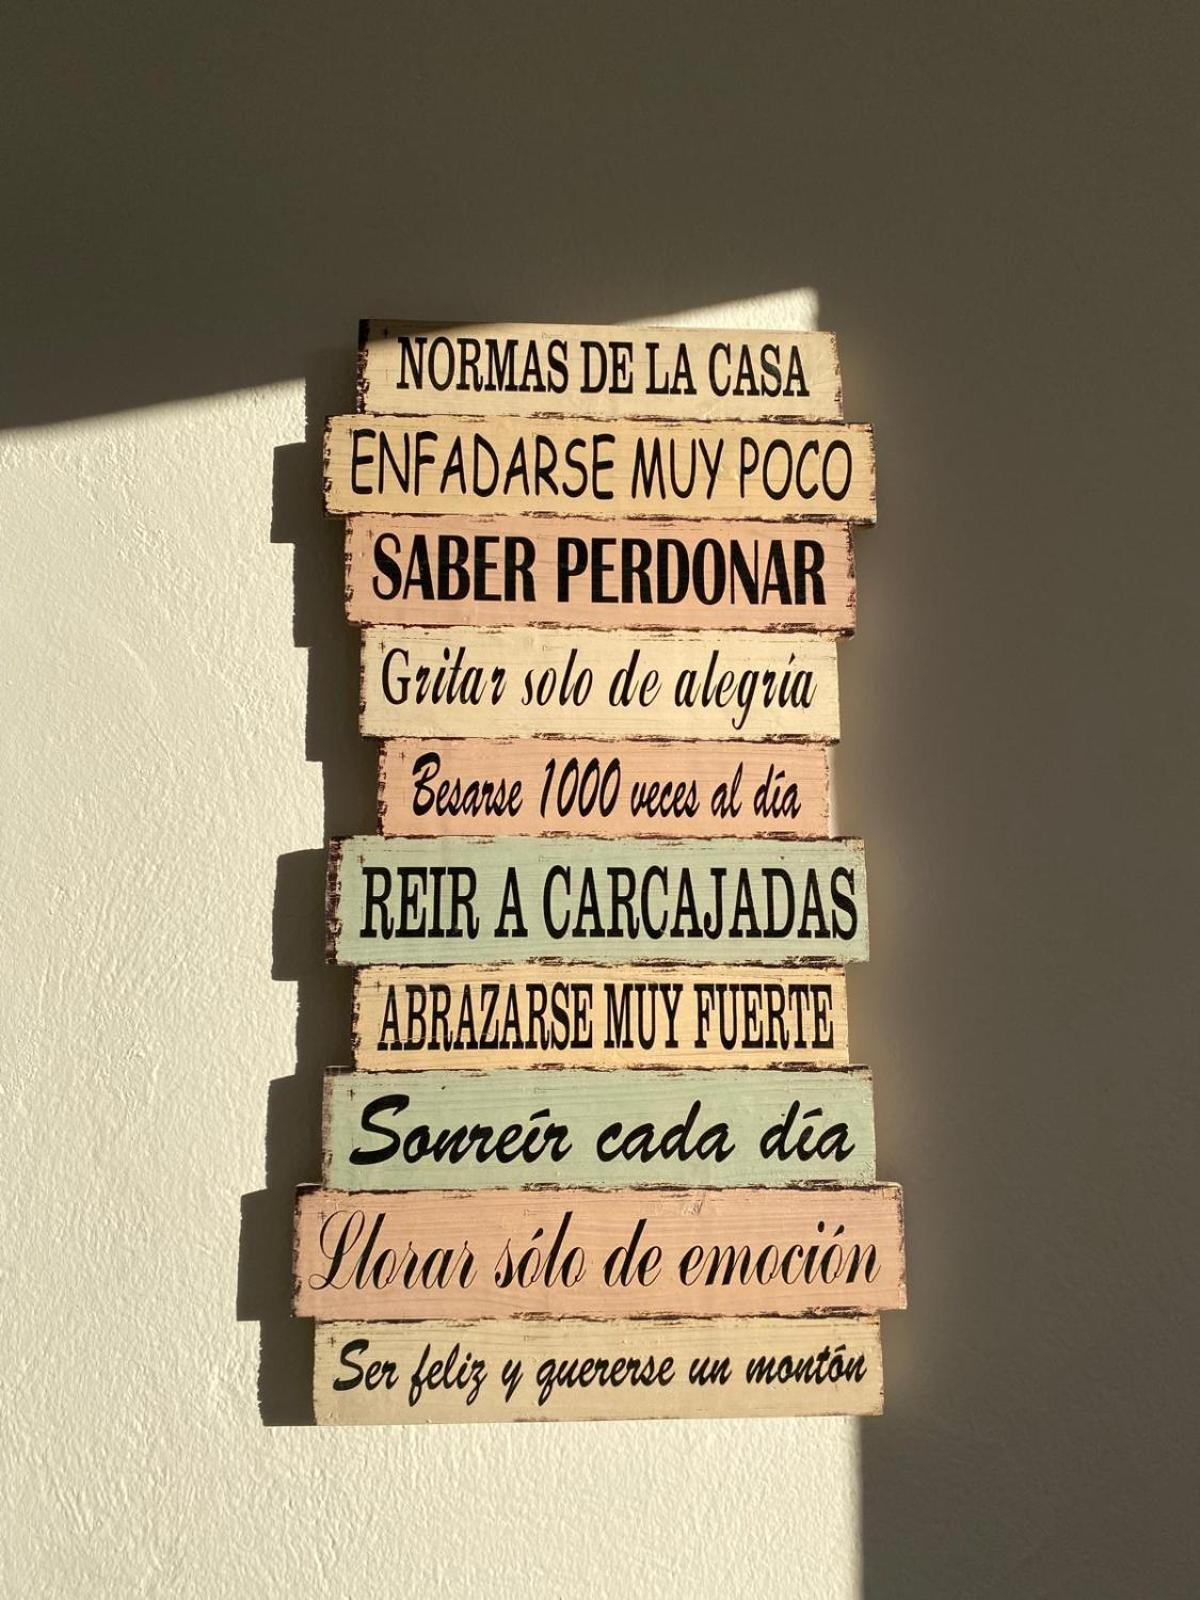 NORMAS DE LA CASA
ENFADARSE MUY POCO
SABER PERDONAR
Gritar solo de alegría
Besarse 1000 veces al día
REIR A CARCAJADAS
ABRAZARSE MUY FUERTE
Sonreír cada día
Llorar sólo de emoción
Ser feliz y quererse un montón